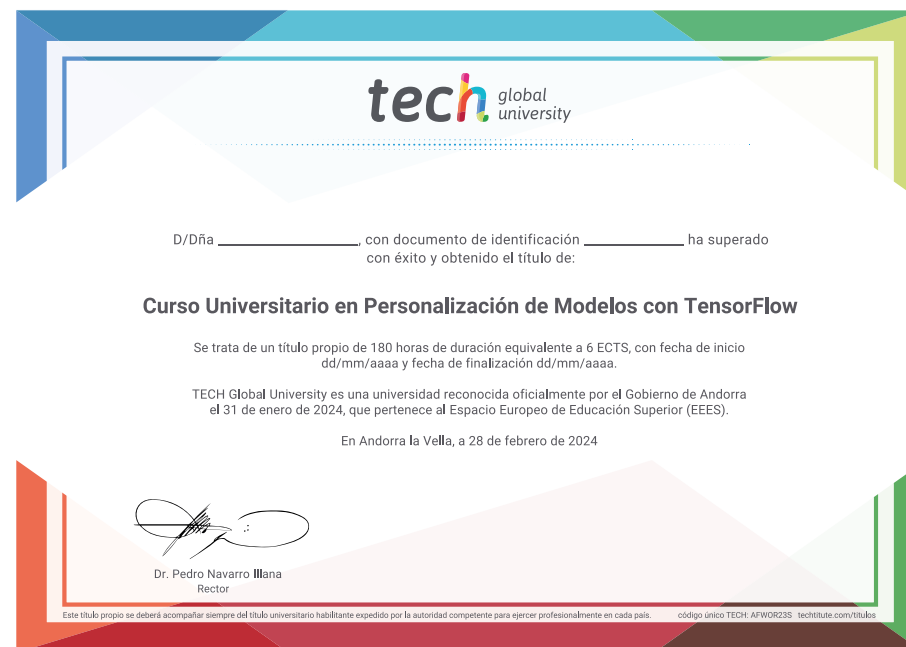 tech global
university
D/Dña ____________________, con documento de identificación ______________ ha superado
con éxito y obtenido el título de:
Curso Universitario en Personalización de Modelos con TensorFlow
Se trata de un título propio de 180 horas de duración equivalente a 6 ECTS, con fecha de inicio
dd/mm/aaaa y fecha de finalización dd/mm/aaaa.
TECH Global University es una universidad reconocida oficialmente por el Gobierno de Andorra
el 31 de enero de 2024, que pertenece al Espacio Europeo de Educación Superior (EEES).
En Andorra la Vella, a 28 de febrero de 2024
Dr. Pedro Navarro Illana
Rector
Este título propio se deberá acompañar siempre del título universitario habilitante expedido por la autoridad competente para ejercer profesionalmente en cada país. código único TECH: AFWOR23S techtitute.com/titulos